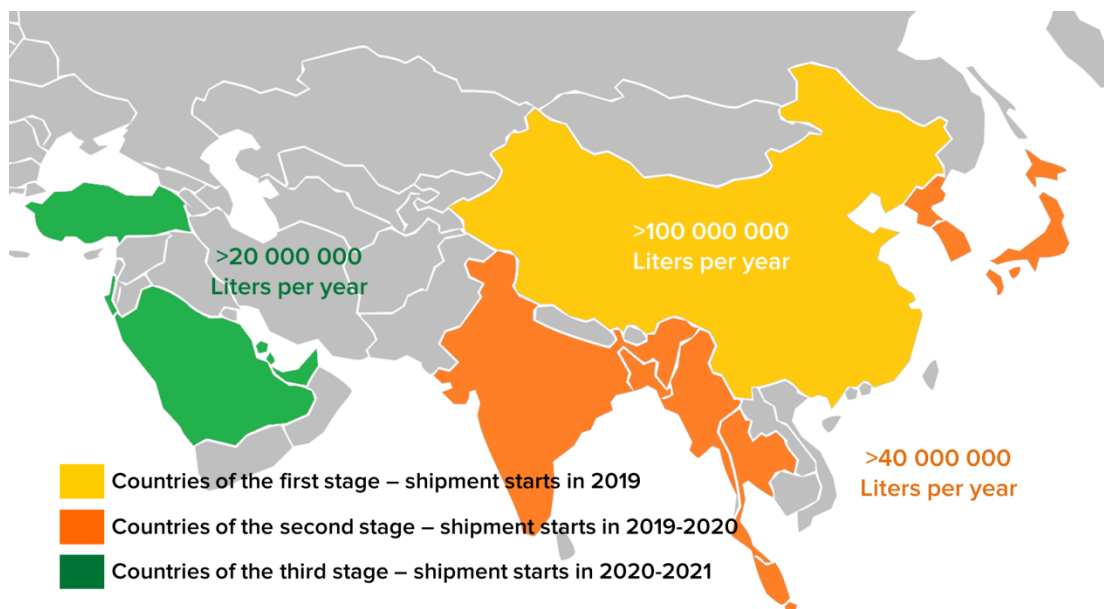 >100 000 000
Liters per year
>20 000 000
Liters per year
>40 000 000
Liters per year
Countries of the first stage – shipment starts in 2019
Countries of the second stage – shipment starts in 2019-2020
Countries of the third stage – shipment starts in 2020-2021